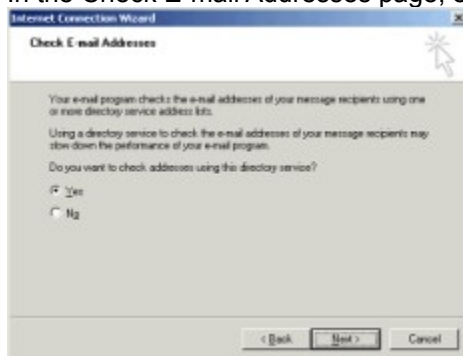 in the Check E-mail Addresses page,
Internet Connection Wizard
Check E-mail Addresses
Your e-mail program checks the e-mail addresses of your message recipients using one
or more directory service address lists.
Using a directory service to check the e-mail addresses of your message recipients may
slow down the performance of your e-mail program.
Do you want to check addresses using this directory service?
Yes
No
< Back
Next >
Cancel